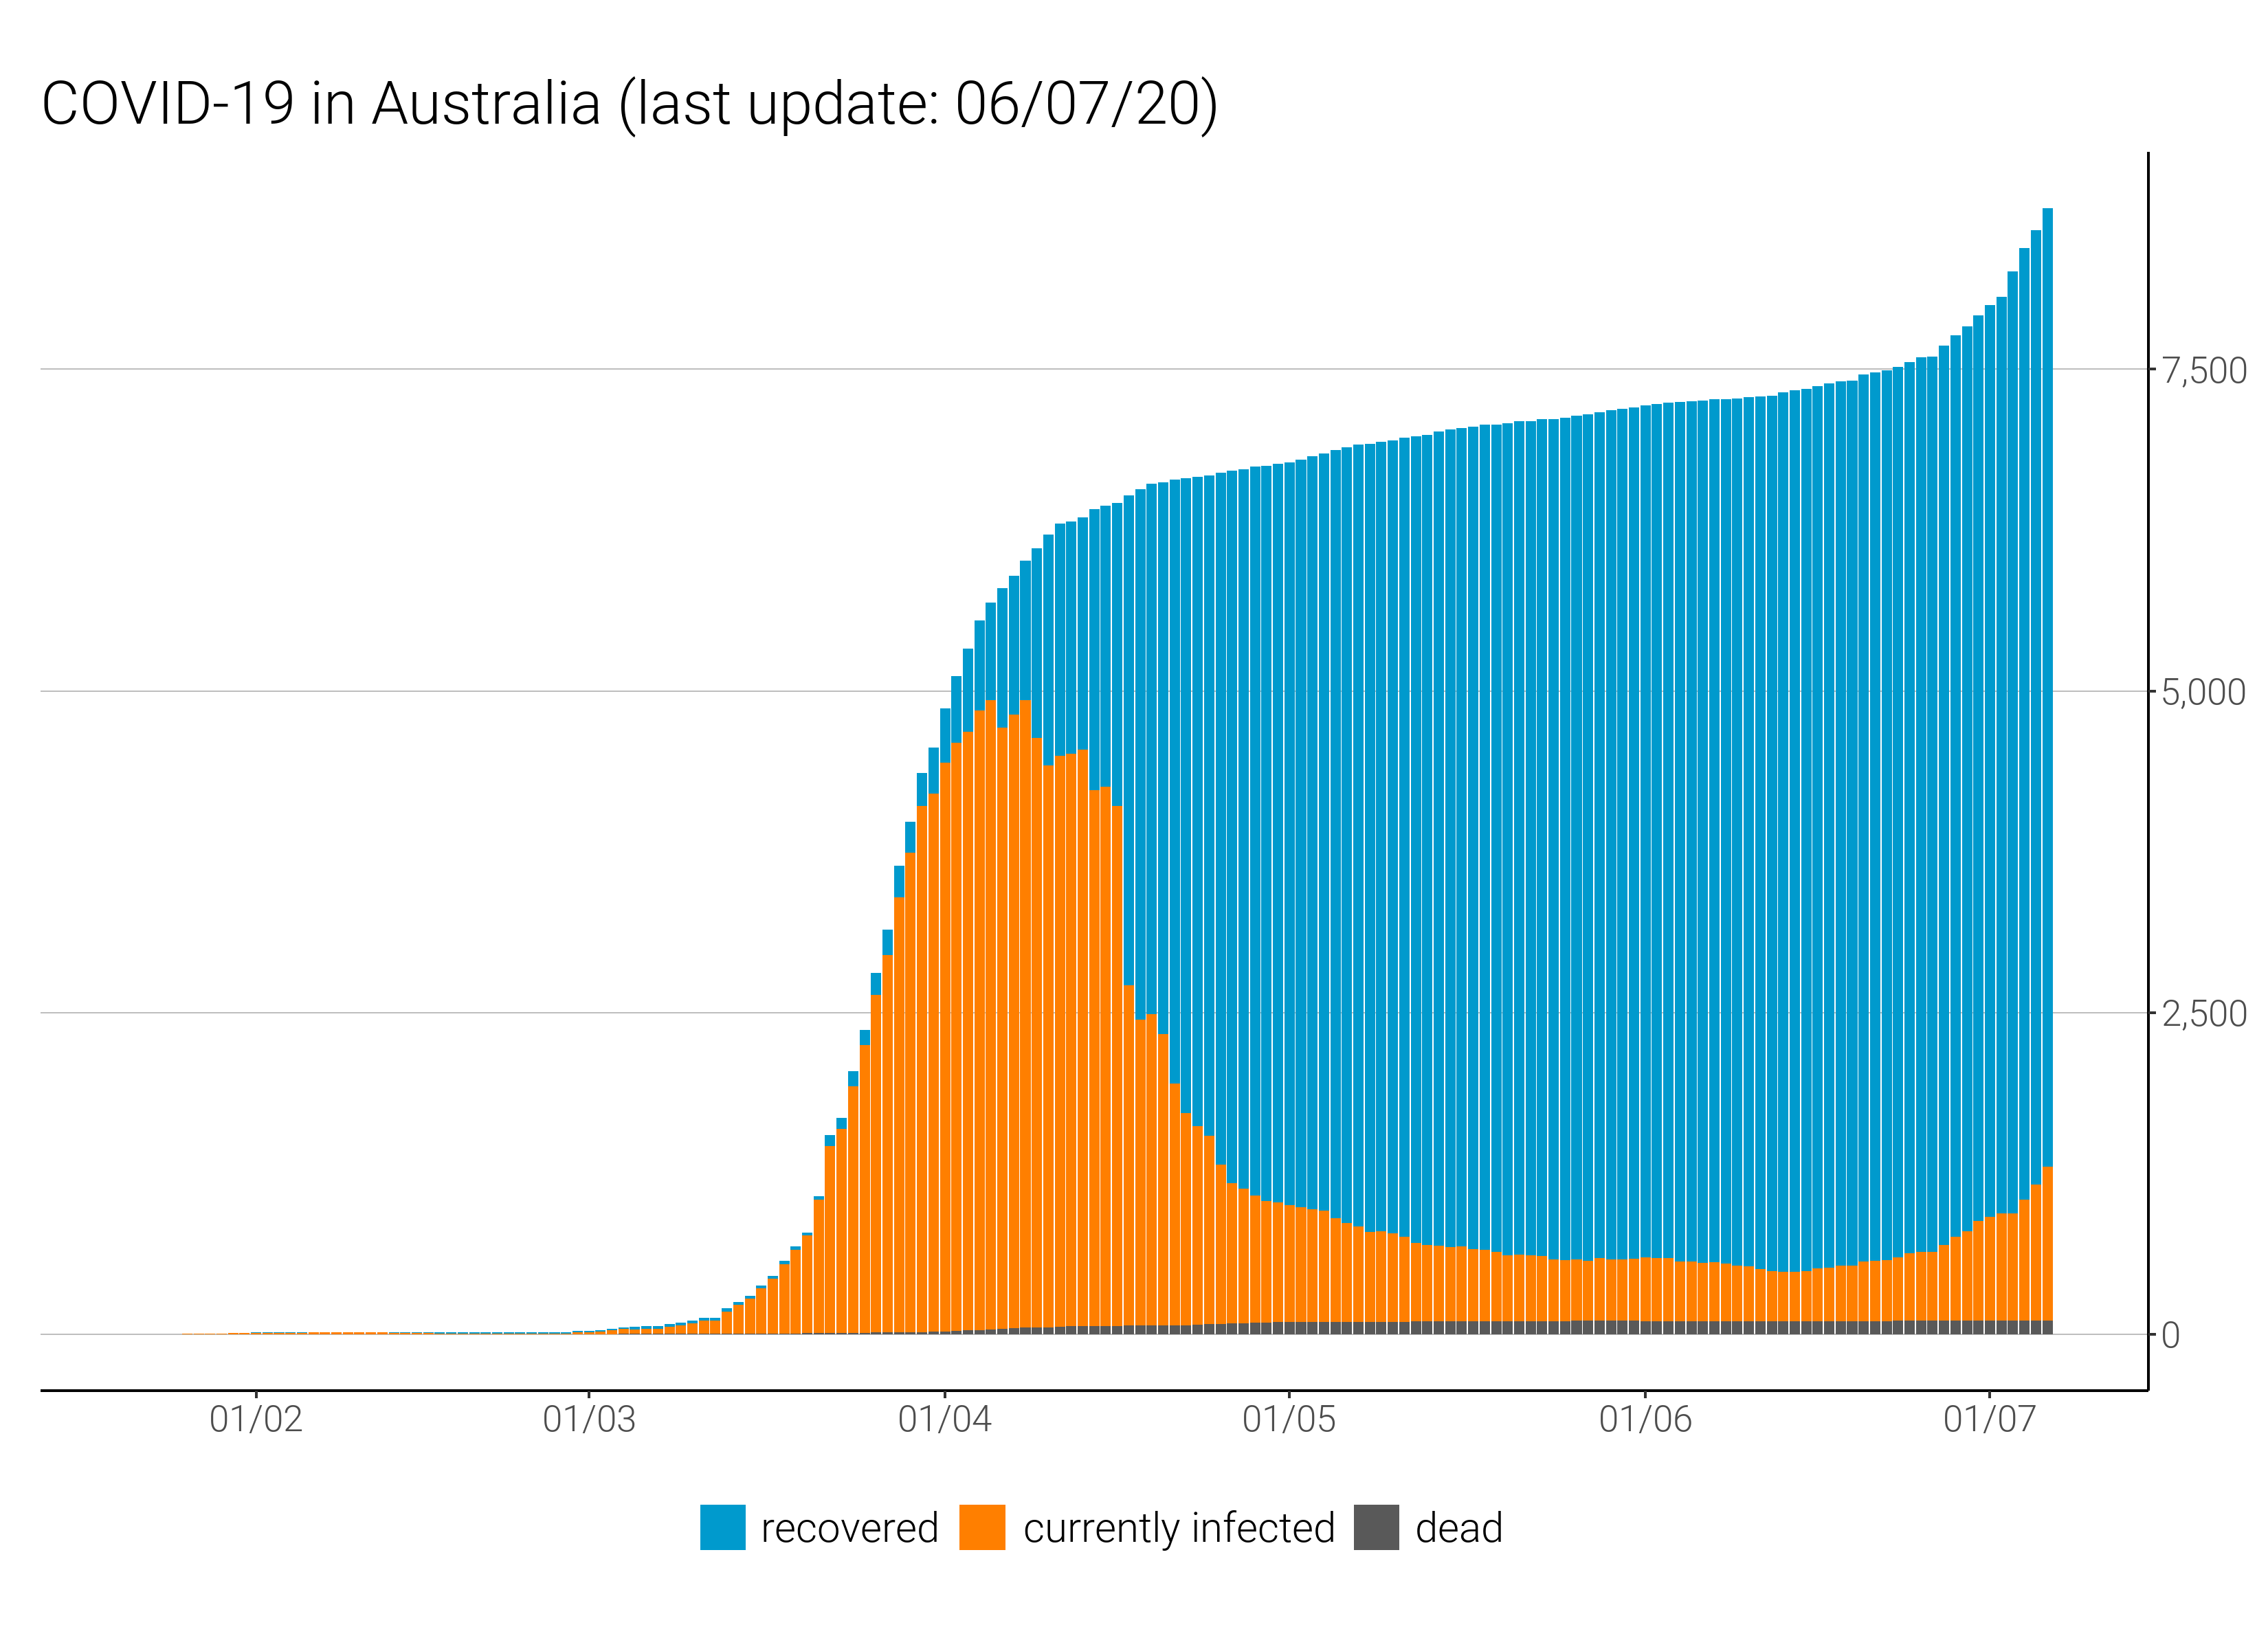 COVID-19 in Australia (last update: 06/07/20)
7,500
5,000
2,500
0
01/02 01/03 01/04 01/05 01/06 01/07
recovered currently infected dead